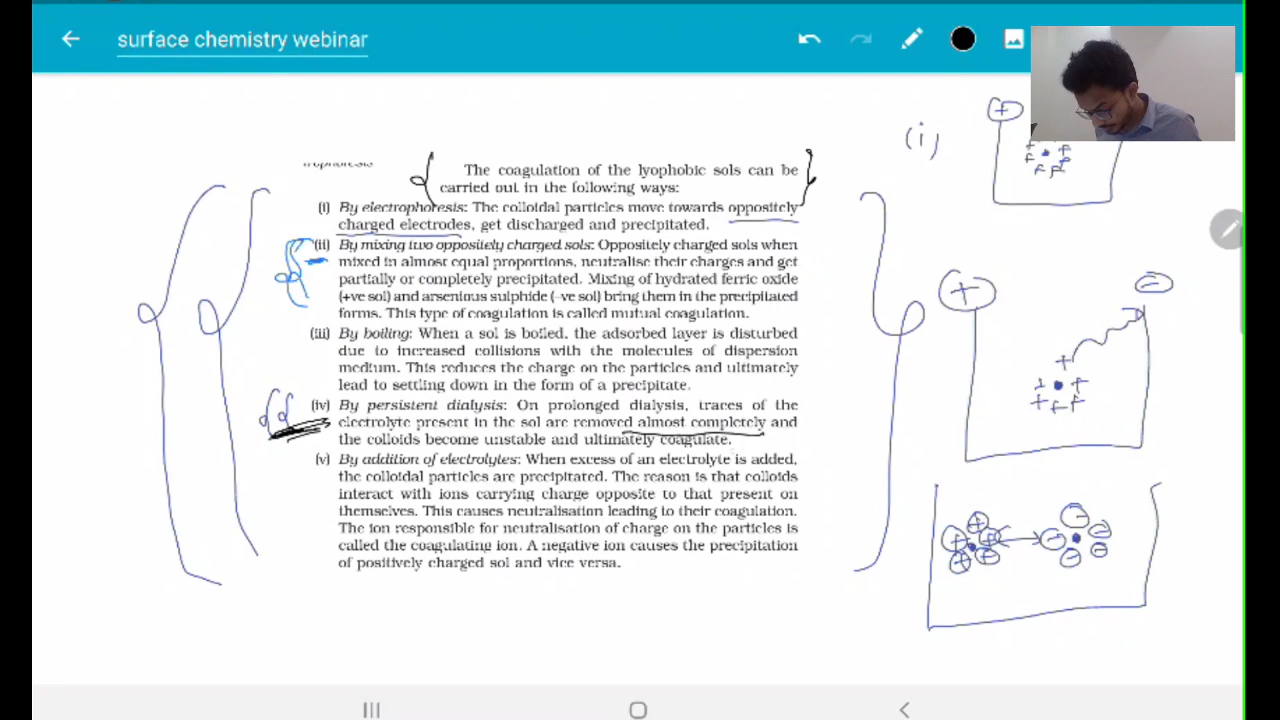 surface chemistry webinar
(i)
The coagulation of the lyophobic sols can be
carried out in the following ways:
(i) By electrophoresis: The colloidal particles move towards oppositely
charged electrodes, get discharged and precipitated.
(ii) By mixing two oppositely charged sols: Oppositely charged sols when
mixed in almost equal proportions, neutralise their charges and get
partially or completely precipitated. Mixing of hydrated ferric oxide
(+ve sol) and arsenious sulphide (–ve sol) bring them in the precipitated
forms. This type of coagulation is called mutual coagulation.
(iii) By boiling: When a sol is boiled, the adsorbed layer is disturbed
due to increased collisions with the molecules of dispersion
medium. This reduces the charge on the particles and ultimately
lead to settling down in the form of a precipitate.
(iv) By persistent dialysis: On prolonged dialysis, traces of the
electrolyte present in the sol are removed almost completely and
the colloids become unstable and ultimately coagulate.
(v) By addition of electrolytes: When excess of an electrolyte is added,
the colloidal particles are precipitated. The reason is that colloids
interact with ions carrying charge opposite to that present on
themselves. This causes neutralisation leading to their coagulation.
The ion responsible for neutralisation of charge on the particles is
called the coagulating ion. A negative ion causes the precipitation
of positively charged sol and vice versa.